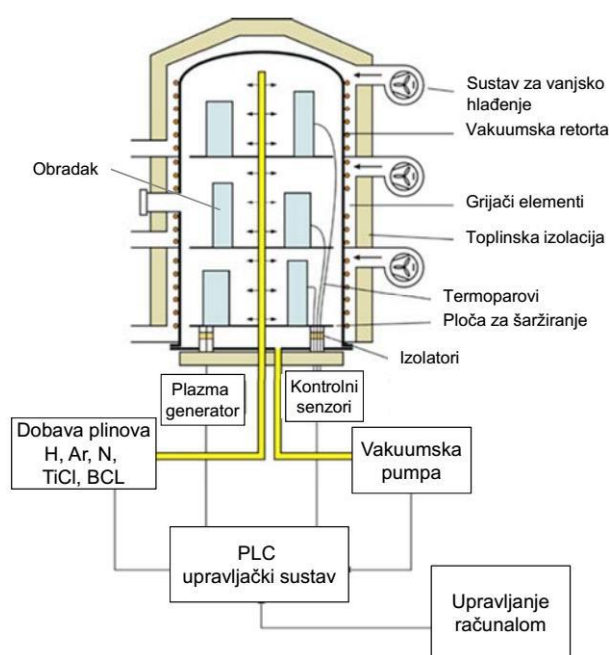 Sustav za vanjsko
hlađenje
Vakuumska retorta
Obradak
Grijači elementi
Toplinska izolacija
Termoparovi
Ploča za šaržiranje
Izolatori
Plazma
generator
Kontrolni
senzori
Dobava plinova
H, Ar, N,
TiCl, BCL
Vakuumska
pumpa
PLC
upravljački sustav
Upravljanje
računalom